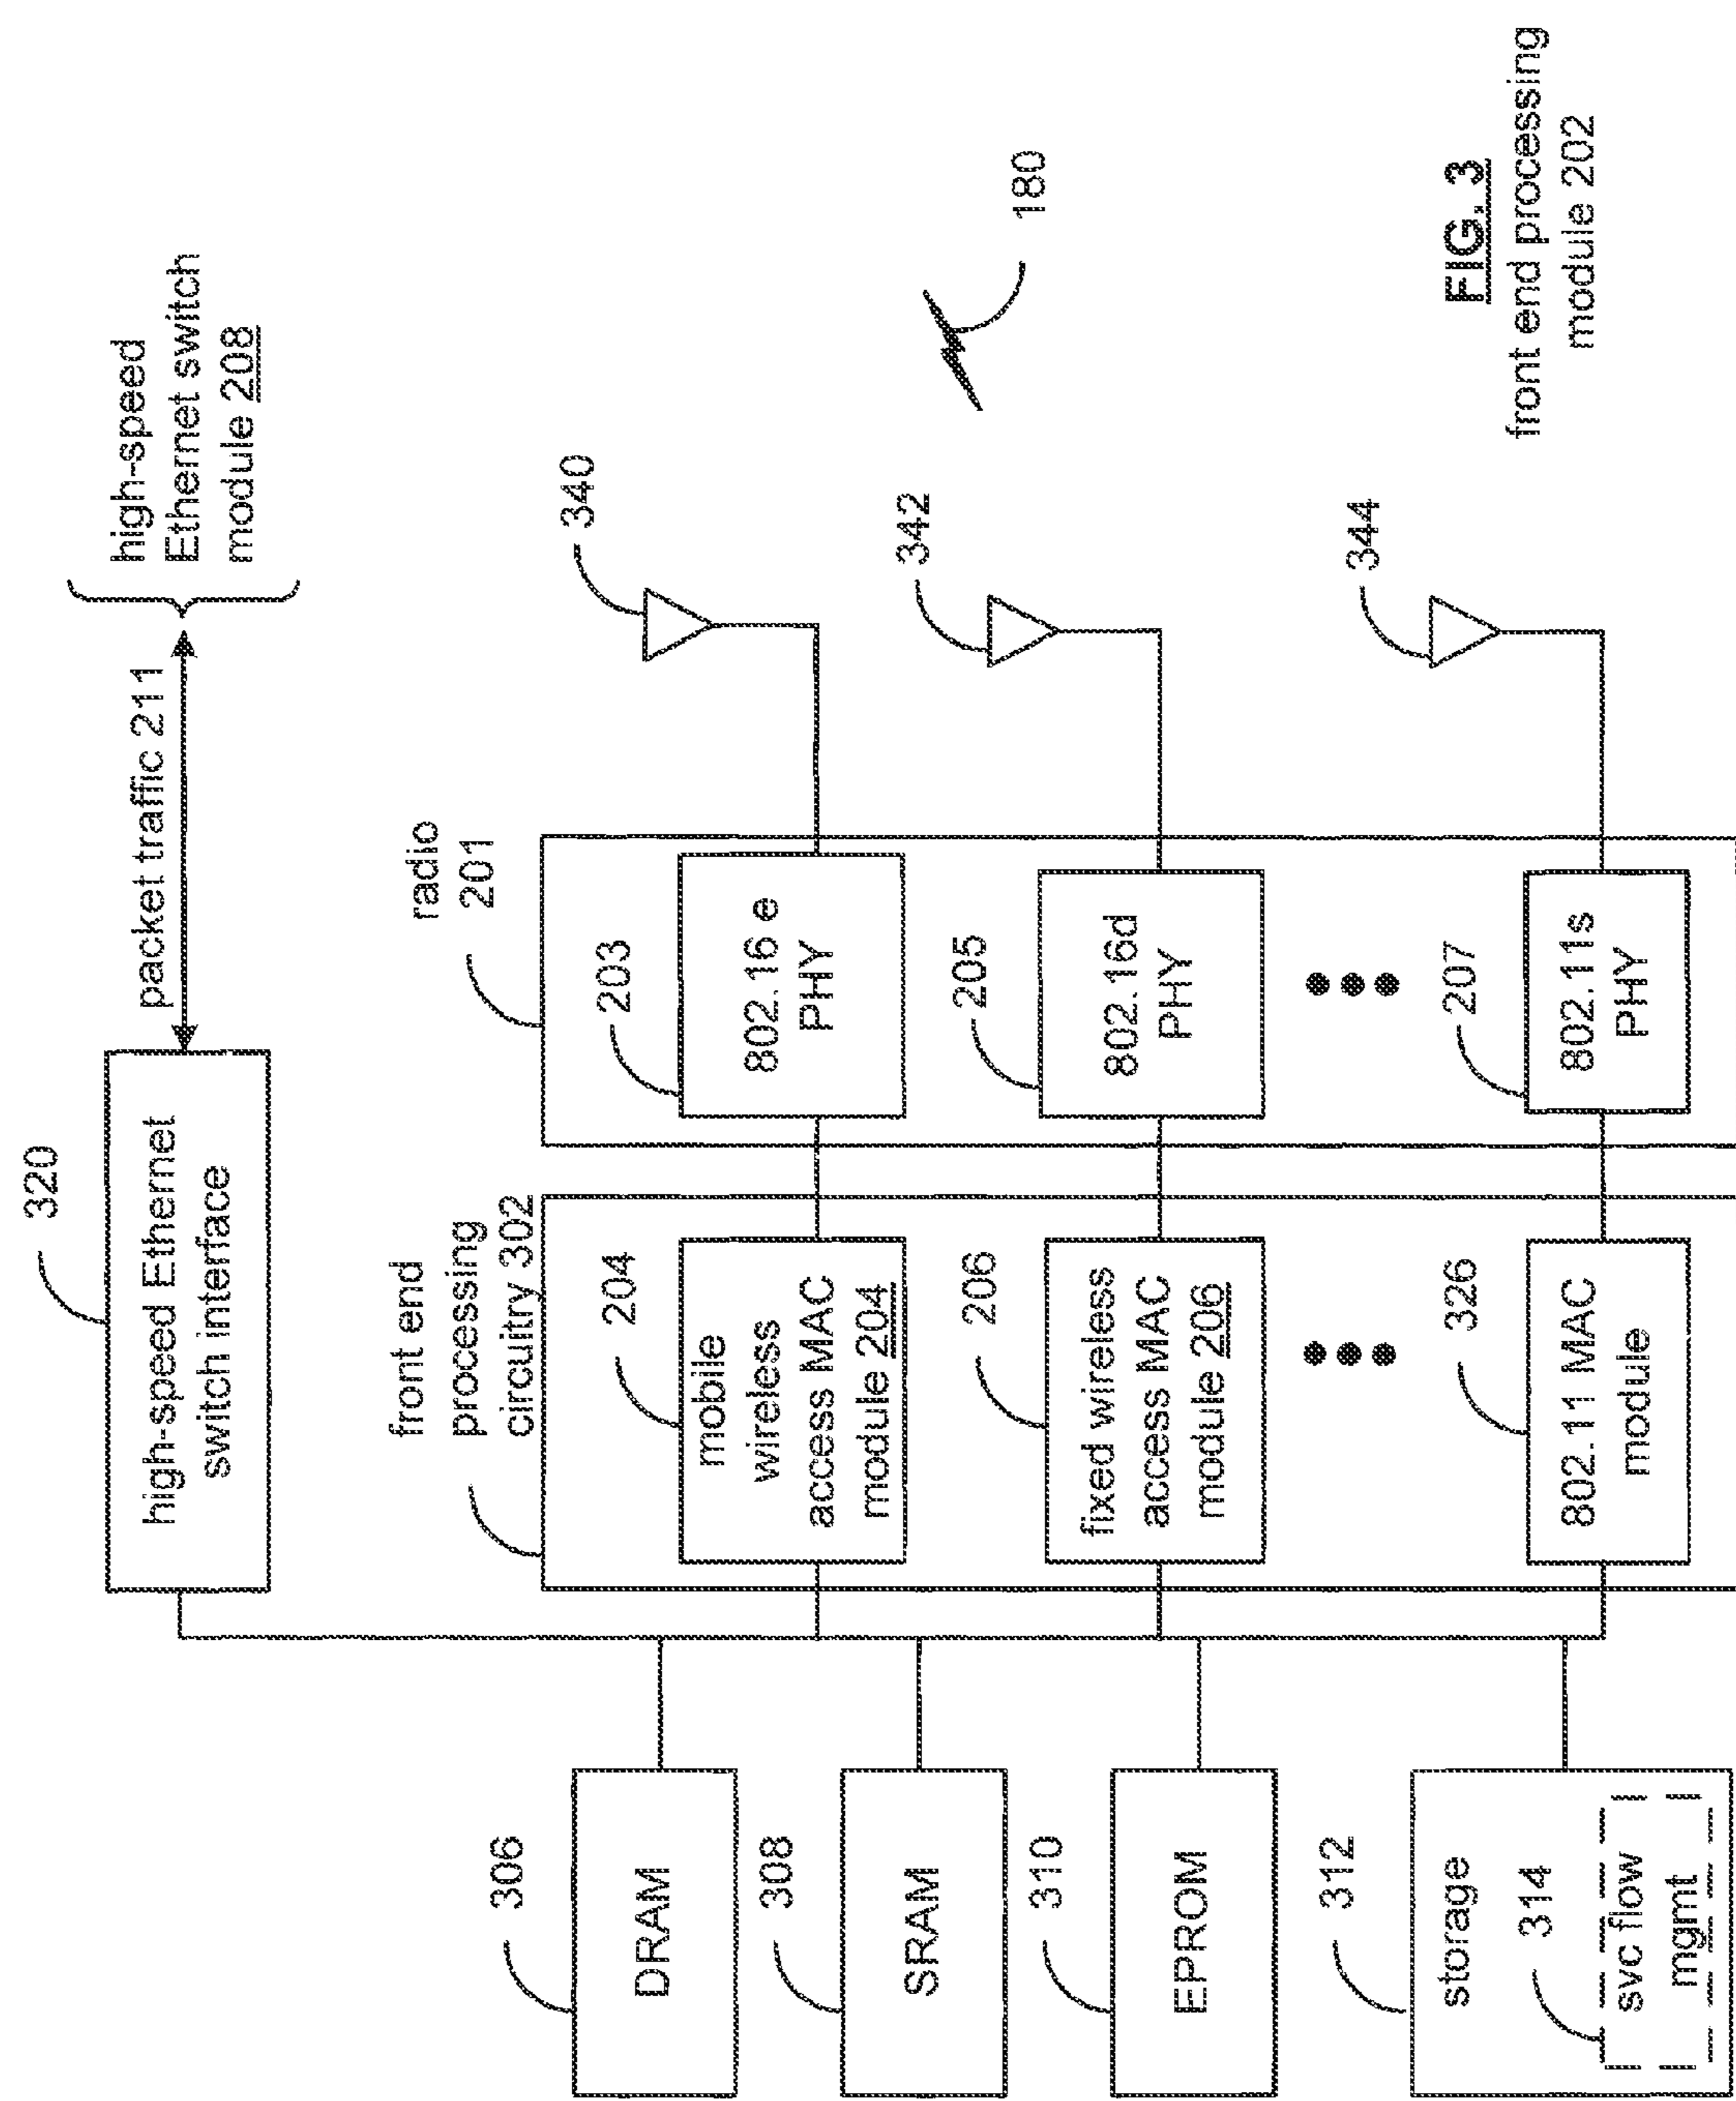 320
high-speed Ethernet
switch interface
packet traffic 211
high-speed
Ethernet switch
module 208
front end
processing
circuitry 302
radio
201
306
DRAM
204
mobile
wireless
access MAC
module 204
203
802.16 e
PHY
340
308
SRAM
206
fixed wireless
access MAC
module 206
205
802.16d
PHY
342
180
310
EPROM
312
storage
314
svc flow
mgmt
326
802.11 MAC
module
207
802.11s
PHY
344
FIG. 3
front end processing
module 202